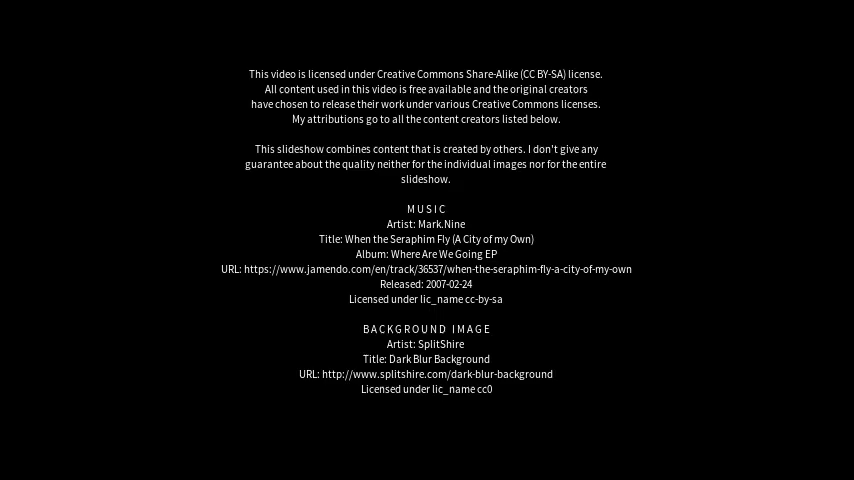 This video is licensed under Creative Commons Share-Alike (CC BY-SA) license.
All content used in this video is free available and the original creators
have chosen to release their work under various Creative Commons licenses.
My attributions go to all the content creators listed below.
This slideshow combines content that is created by others. I don't give any
guarantee about the quality neither for the individual images nor for the entire
slideshow.
MUSIC
Artist: Mark.Nine
Title: When the Seraphim Fly (A City of my Own)
Album: Where Are We Going EP
URL: https://www.jamendo.com/en/track/36537/when-the-seraphim-fly-a-city-of-my-own
Released: 2007-02-24
Licensed under lic_name cc-by-sa
BACKGROUND IMAGE
Artist: SplitShire
Title: Dark Blur Background
URL: http://www.splitshire.com/dark-blur-background
Licensed under lic_name cc0